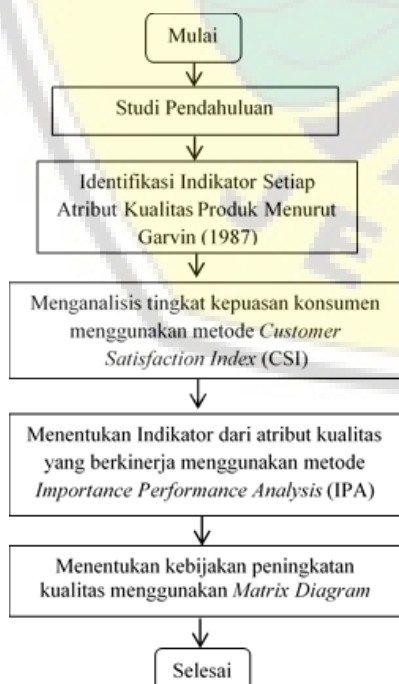 Mulai
Studi Pendahuluan
Identifikasi Indikator Setiap
Atribut Kualitas Produk Menurut
Garvin (1987)
Menganalisis tingkat kepuasan konsumen
menggunakan metode Customer
Satisfaction Index (CSI)
Menentukan Indikator dari atribut kualitas
yang berkinerja menggunakan metode
Importance Performance Analysis (IPA)
Menentukan kebijakan peningkatan
kualitas menggunakan Matrix Diagram
Selesai